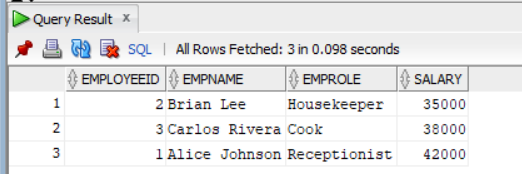 Query Result x
SQL | All Rows Fetched: 3 in 0.098 seconds
EMPLOYEEID EMPNAME EMPROLE SALARY
1 2 Brian Lee Housekeeper 35000
2 3 Carlos Rivera Cook 38000
3 1 Alice Johnson Receptionist 42000